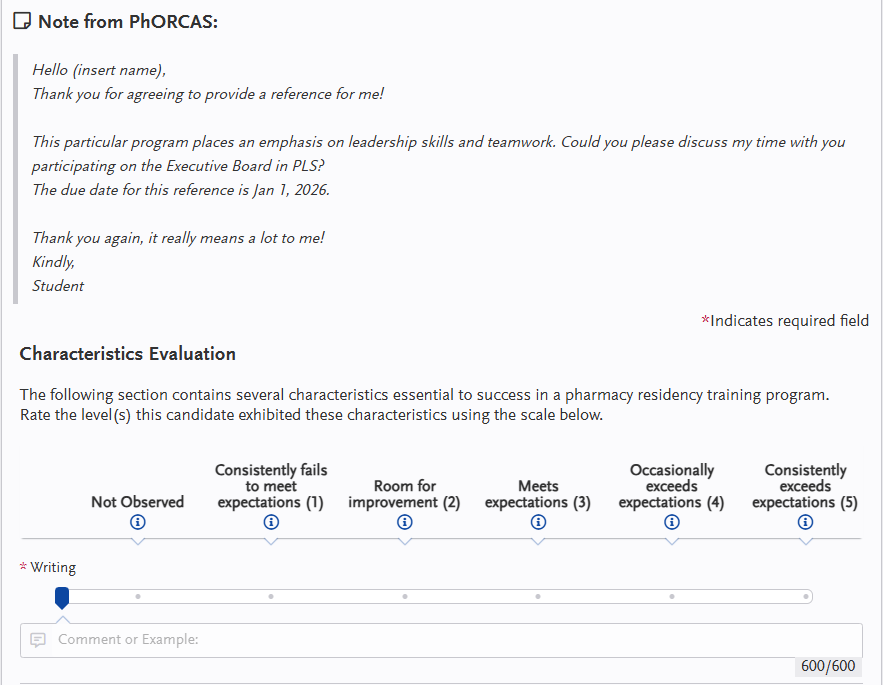 Note from PhORCAS:
Hello (insert name),
Thank you for agreeing to provide a reference for me!
This particular program places an emphasis on leadership skills and teamwork. Could you please discuss my time with you
participating on the Executive Board in PLS?
The due date for this reference is Jan 1, 2026.
Thank you again, it really means a lot to me!
Kindly,
Student
*Indicates required field
Characteristics Evaluation
The following section contains several characteristics essential to success in a pharmacy residency training program.
Rate the level(s) this candidate exhibited these characteristics using the scale below.
Not Observed
Consistently fails
to meet
expectations (1)
Room for
improvement (2)
Meets
expectations (3)
Occasionally
exceeds
expectations (4)
Consistently
exceeds
expectations (5)
* Writing
Comment or Example:
600/600